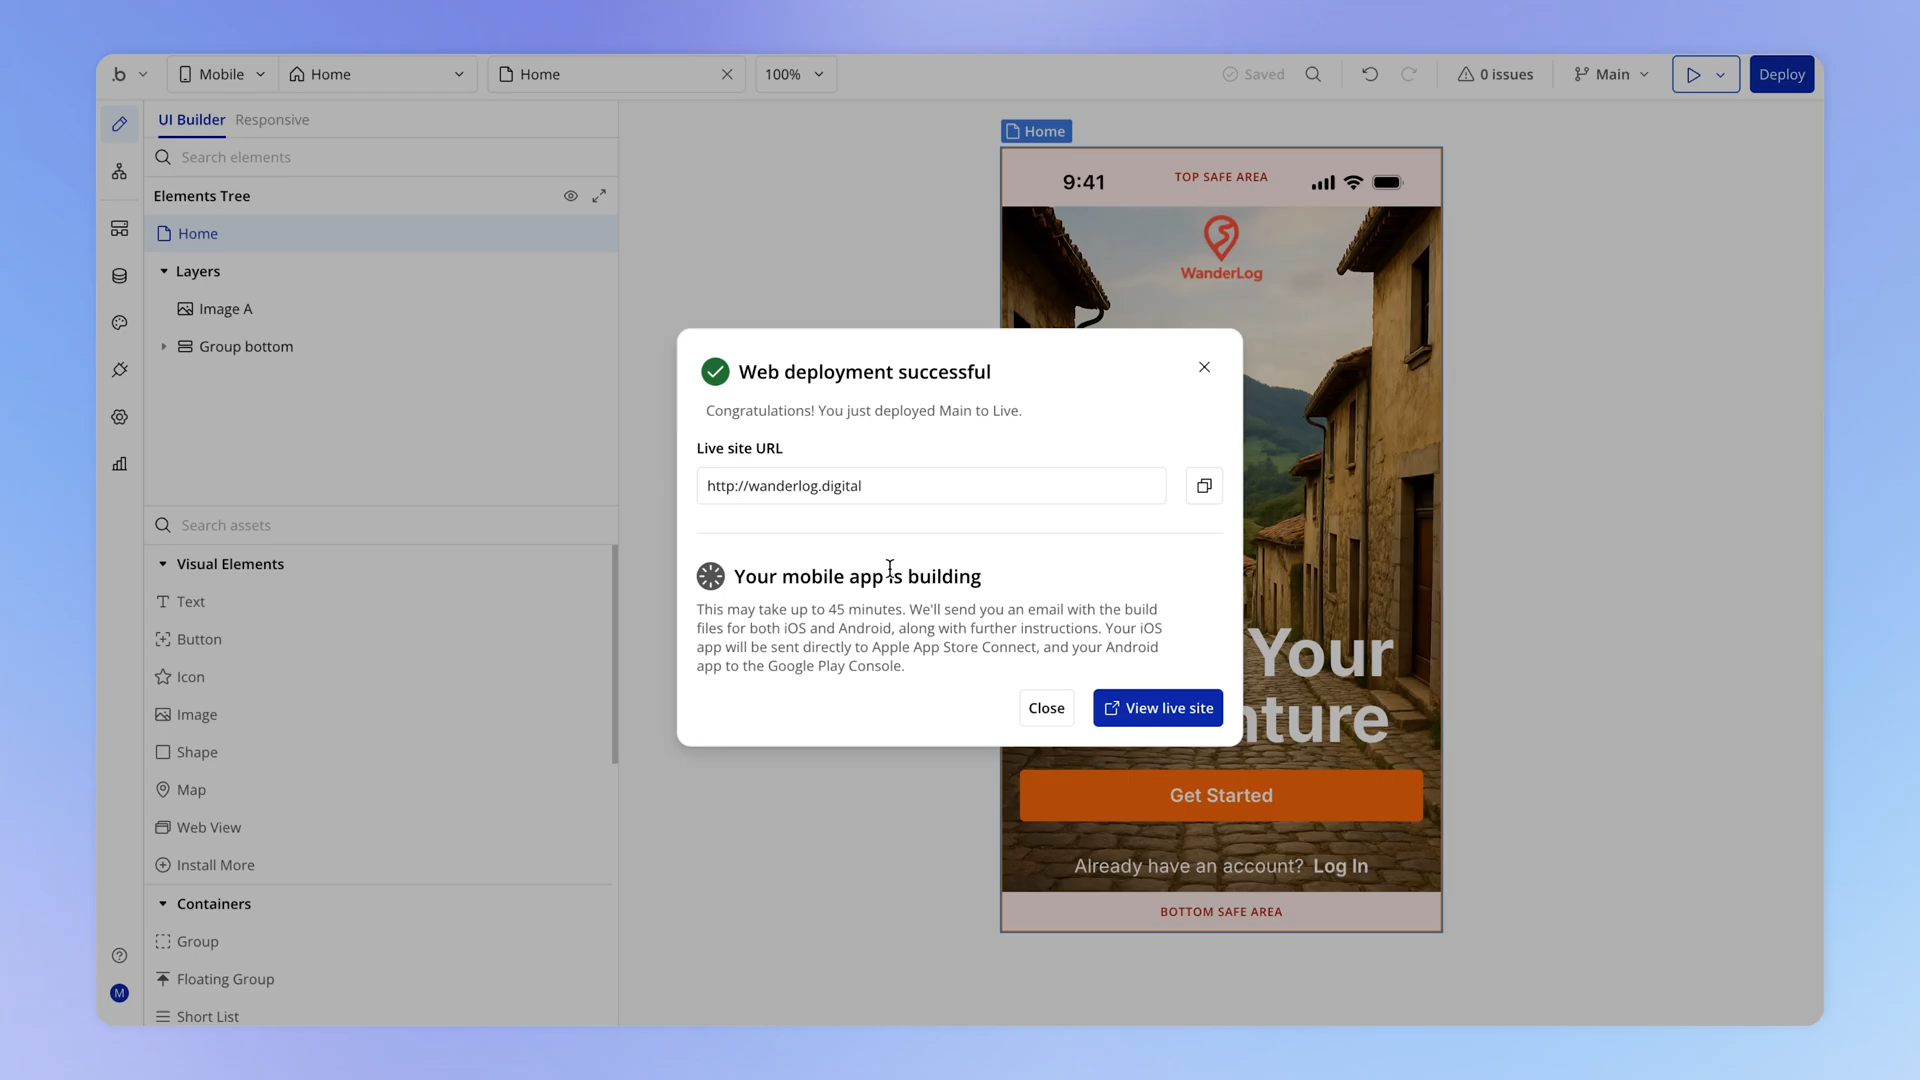 .b
Mobile
Home
Home
100%
Saved
0 issues
Main
Deploy
UI Builder
Responsive
Search elements
Elements Tree
Home
Layers
Image A
Group bottom
Search assets
Visual Elements
Text
Button
Icon
Image
Shape
Map
Web View
Install More
Containers
Group
Floating Group
Short List
M
Home
9:41
TOP SAFE AREA
WanderLog
Web deployment successful
Congratulations! You just deployed Main to Live.
Live site URL
http://wanderlog.digital
Your mobile app is building
This may take up to 45 minutes. We'll send you an email with the build
files for both iOS and Android, along with further instructions. Your iOS
app will be sent directly to Apple App Store Connect, and your Android
app to the Google Play Console.
Close
View live site
Your
nture
Get Started
Already have an account? Log In
BOTTOM SAFE AREA